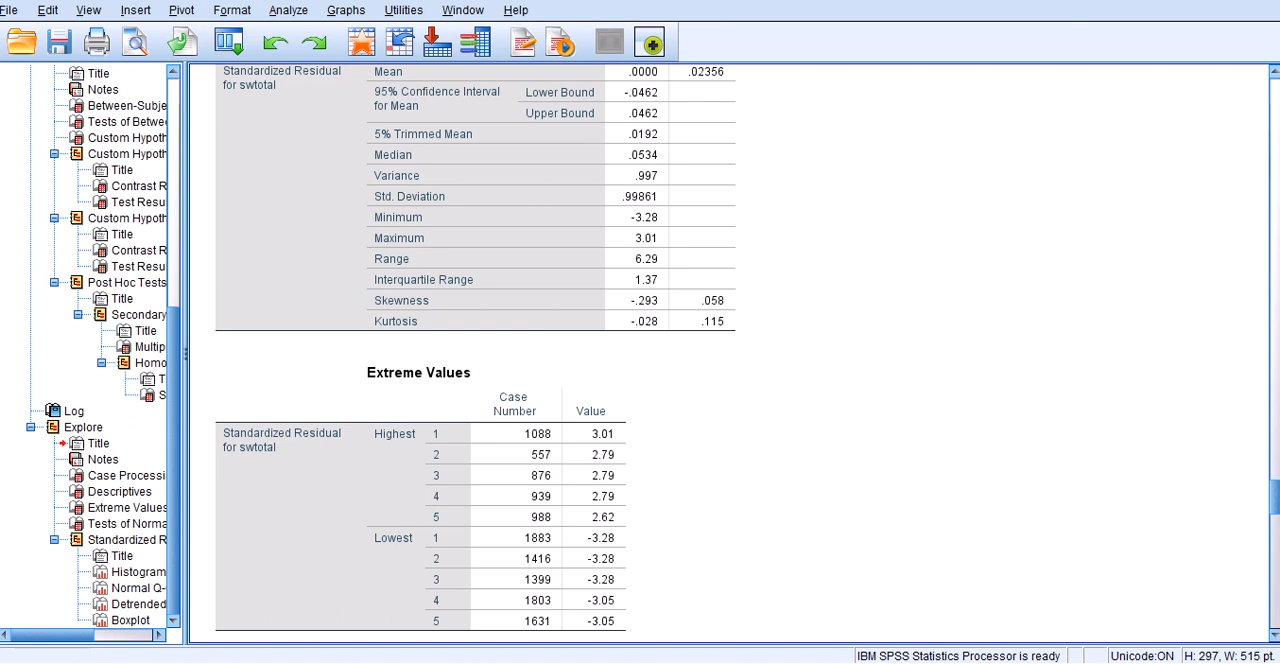 File Edit View Insert Pivot Format Analyze Graphs Utilities Window Help
Title
Notes
Between-Subje
Tests of Betwee
Custom Hypoth
Custom Hypoth
Title
Contrast R
Test Resu
Custom Hypoth
Title
Contrast R
Test Resu
Post Hoc Tests
Title
Secondary
Title
Multip
Homo
T
S
Log
Explore
Title
Notes
Case Processi
Descriptives
Extreme Values
Tests of Norma
Standardized R
Title
Histogram
Normal Q-
Detrended
Boxplot
Standardized Residual for swtotal Mean .0000 .02356
95% Confidence Interval for Mean Lower Bound -.0462
Upper Bound .0462
5% Trimmed Mean .0192
Median .0534
Variance .997
Std. Deviation .99861
Minimum -3.28
Maximum 3.01
Range 6.29
Interquartile Range 1.37
Skewness -.293 .058
Kurtosis -.028 .115
Extreme Values
Case Number Value
Standardized Residual for swtotal Highest 1 1088 3.01
2 557 2.79
3 876 2.79
4 939 2.79
5 988 2.62
Lowest 1 1883 -3.28
2 1416 -3.28
3 1399 -3.28
4 1803 -3.05
5 1631 -3.05
IBM SPSS Statistics Processor is ready Unicode:ON H: 297, W: 515 pt.